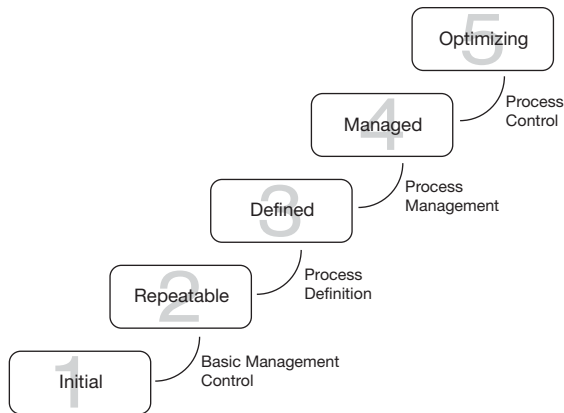 5
Optimizing
Process
Control
4
Managed
Process
Management
3
Defined
Process
Definition
2
Repeatable
Basic Management
Control
1
Initial